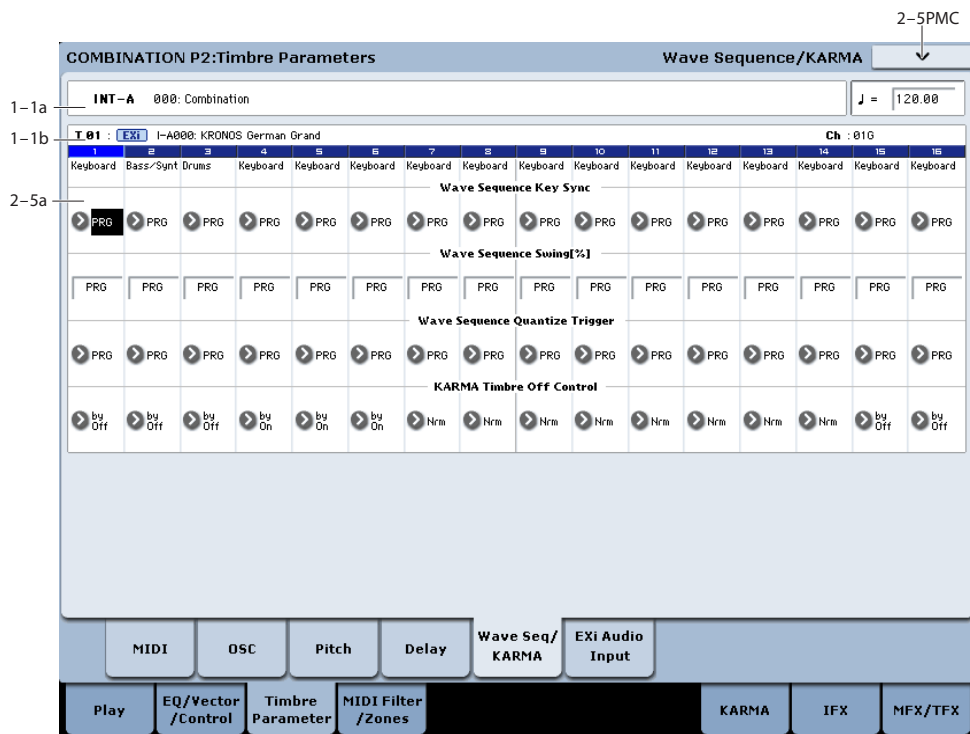 2–5PMC
COMBINATION P2:Timbre Parameters Wave Sequence/KARMA
1–1a
INT-A 000: Combination ♩ = 120.00
1–1b
T 01 : EXi I-A000: KRONOS German Grand Ch : 01G
1 2 3 4 5 6 7 8 9 10 11 12 13 14 15 16
Keyboard Bass/Synt Drums Keyboard Keyboard Keyboard Keyboard Keyboard Keyboard Keyboard Keyboard Keyboard Keyboard Keyboard Keyboard Keyboard
Wave Sequence Key Sync
2–5a
PRG PRG PRG PRG PRG PRG PRG PRG PRG PRG PRG PRG PRG PRG PRG PRG
Wave Sequence Swing[%]
PRG PRG PRG PRG PRG PRG PRG PRG PRG PRG PRG PRG PRG PRG PRG PRG
Wave Sequence Quantize Trigger
PRG PRG PRG PRG PRG PRG PRG PRG PRG PRG PRG PRG PRG PRG PRG PRG
KARMA Timbre Off Control
by Off by Off by Off by On by On by On Nrm Nrm Nrm Nrm Nrm Nrm Nrm Nrm by Off by Off
MIDI OSC Pitch Delay Wave Seq/ KARMA EXi Audio Input
Play EQ/Vector /Control Timbre Parameter MIDI Filter /Zones KARMA IFX MFX/TFX